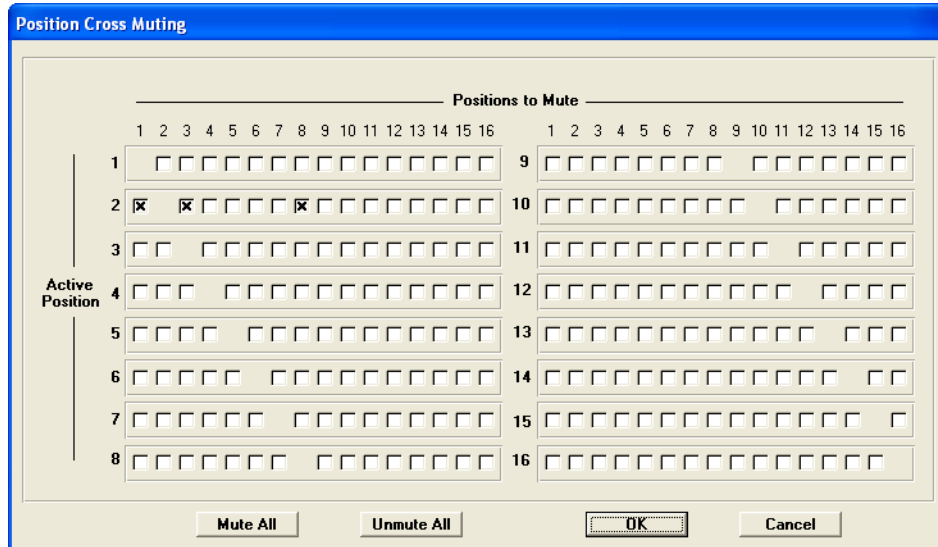 Position Cross Muting
Positions to Mute
1 2 3 4 5 6 7 8 9 10 11 12 13 14 15 16 1 2 3 4 5 6 7 8 9 10 11 12 13 14 15 16
1 9
2 10
3 11
Active Position 4 12
5 13
6 14
7 15
8 16
Mute All Unmute All OK Cancel